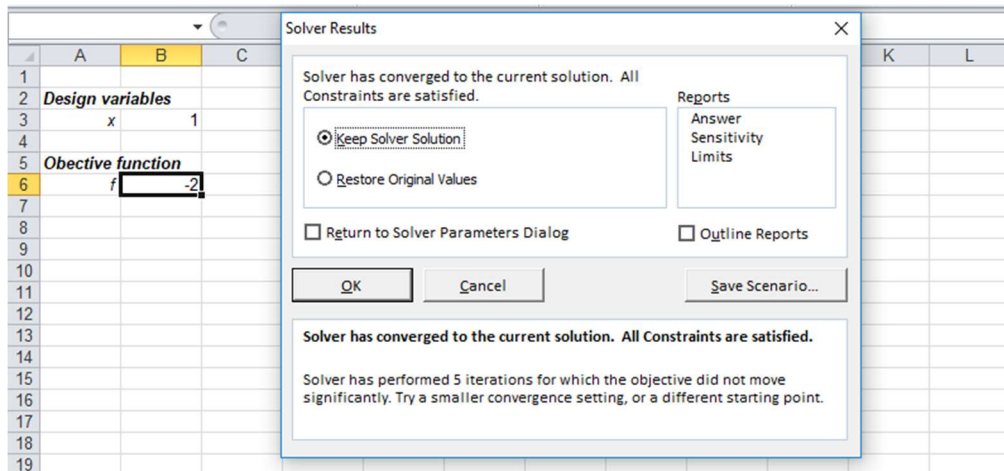 Solver Results
A B C K L
1
2 Design variables
3 x 1
4
5 Obective function
6 f -2
7
8
9
10
11
12
13
14
15
16
17
18
19
Solver has converged to the current solution. All
Constraints are satisfied.
Keep Solver Solution
Restore Original Values
Reports
Answer
Sensitivity
Limits
Return to Solver Parameters Dialog
Outline Reports
OK
Cancel
Save Scenario...
Solver has converged to the current solution. All Constraints are satisfied.
Solver has performed 5 iterations for which the objective did not move
significantly. Try a smaller convergence setting, or a different starting point.